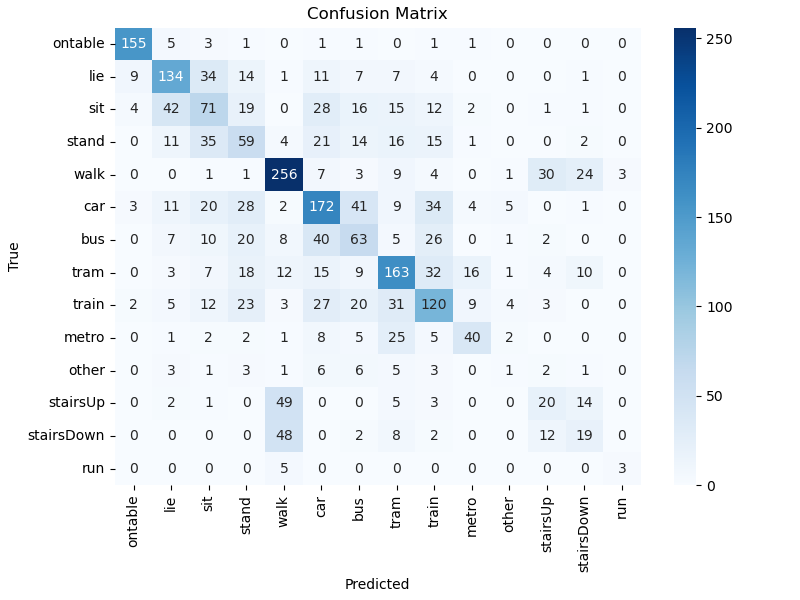 Confusion Matrix
ontable 155 5 3 1 0 1 1 0 1 1 0 0 0 0
lie 9 134 34 14 1 11 7 7 4 0 0 0 1 0
sit 4 42 71 19 0 28 16 15 12 2 0 1 1 0
stand 0 11 35 59 4 21 14 16 15 1 0 0 2 0
walk 0 0 1 1 256 7 3 9 4 0 1 30 24 3
car 3 11 20 28 2 172 41 9 34 4 5 0 1 0
bus 0 7 10 20 8 40 63 5 26 0 1 2 0 0
tram 0 3 7 18 12 15 9 163 32 16 1 4 10 0
train 2 5 12 23 3 27 20 31 120 9 4 3 0 0
metro 0 1 2 2 1 8 5 25 5 40 2 0 0 0
other 0 3 1 3 1 6 6 5 3 0 1 2 1 0
stairsUp 0 2 1 0 49 0 0 5 3 0 0 20 14 0
stairsDown 0 0 0 0 48 0 2 8 2 0 0 12 19 0
run 0 0 0 0 5 0 0 0 0 0 0 0 0 3
ontable lie sit stand walk car bus tram train metro other stairsUp stairsDown run
Predicted
True
250
200
150
100
50
0